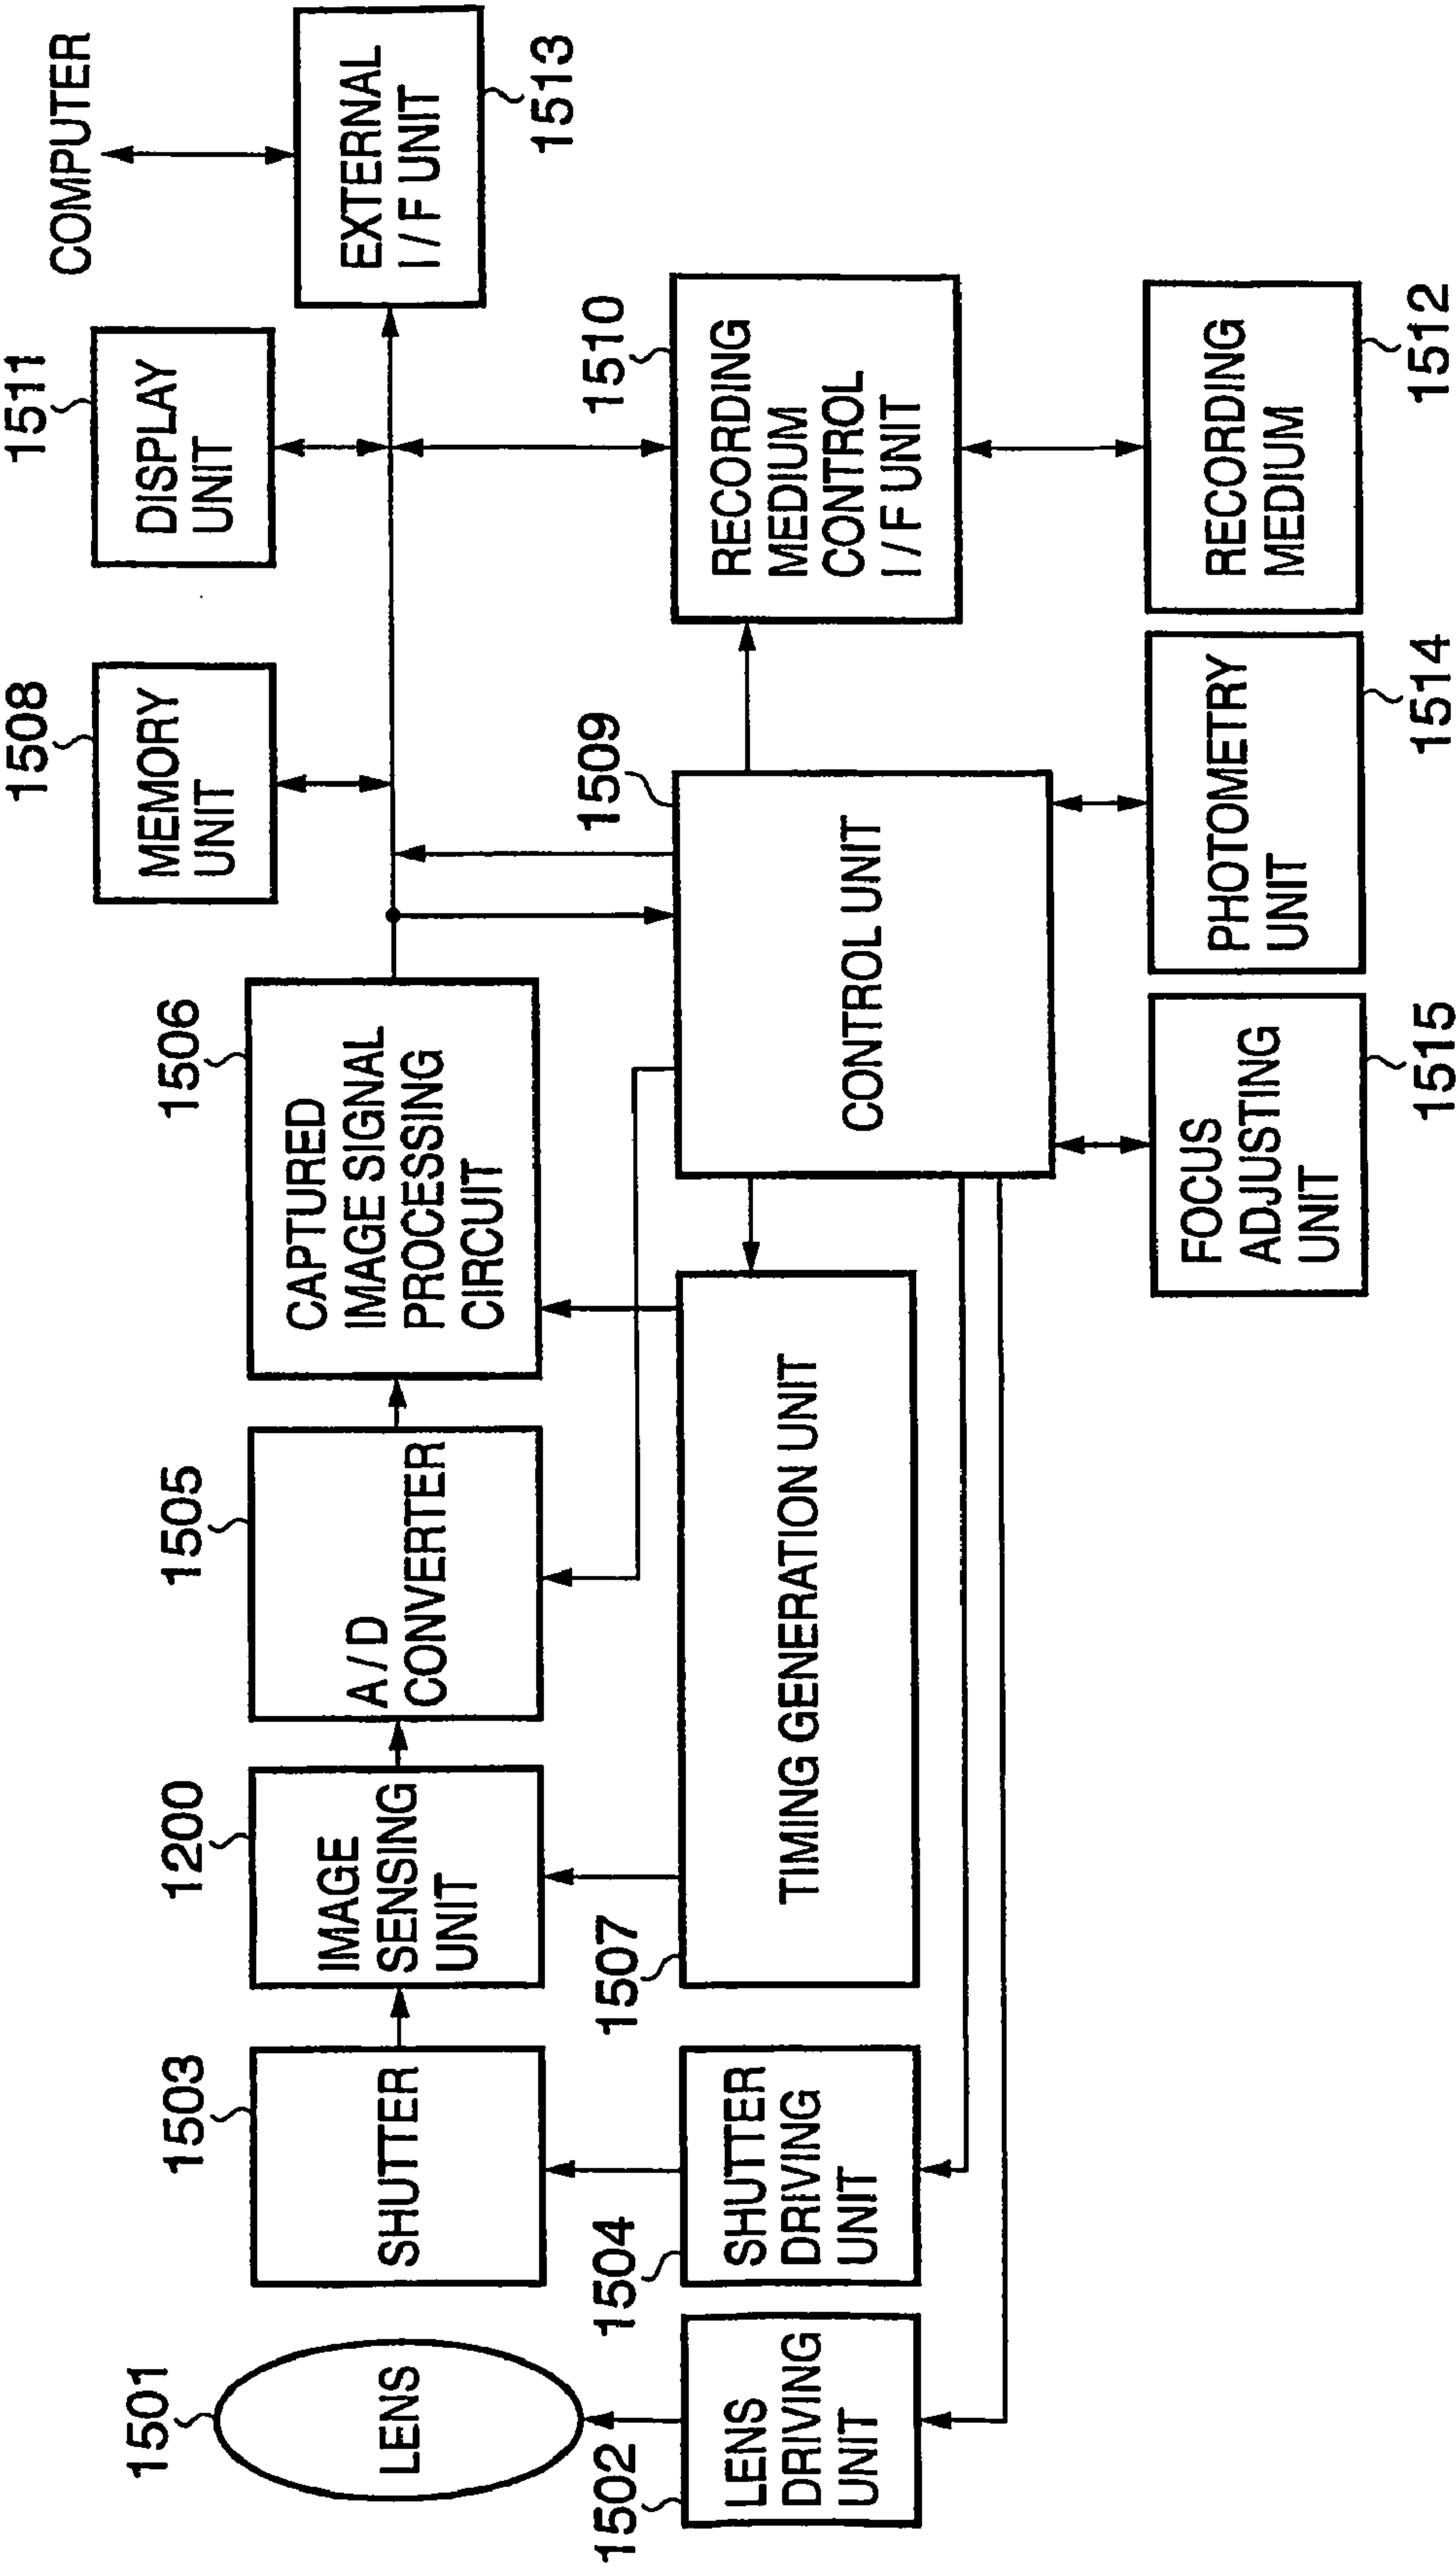 1501
LENS
1502
LENS
DRIVING
UNIT
1503
SHUTTER
1504
SHUTTER
DRIVING
UNIT
1200
IMAGE
SENSING
UNIT
1505
A / D
CONVERTER
1506
CAPTURED
IMAGE SIGNAL
PROCESSING
CIRCUIT
1507
TIMING GENERATION UNIT
1508
MEMORY
UNIT
1509
CONTROL UNIT
1511
DISPLAY
UNIT
1510
RECORDING
MEDIUM
CONTROL
I / F UNIT
COMPUTER
EXTERNAL
I / F UNIT
1513
FOCUS
ADJUSTING
UNIT
1515
PHOTOMETRY
UNIT
1514
RECORDING
MEDIUM
1512